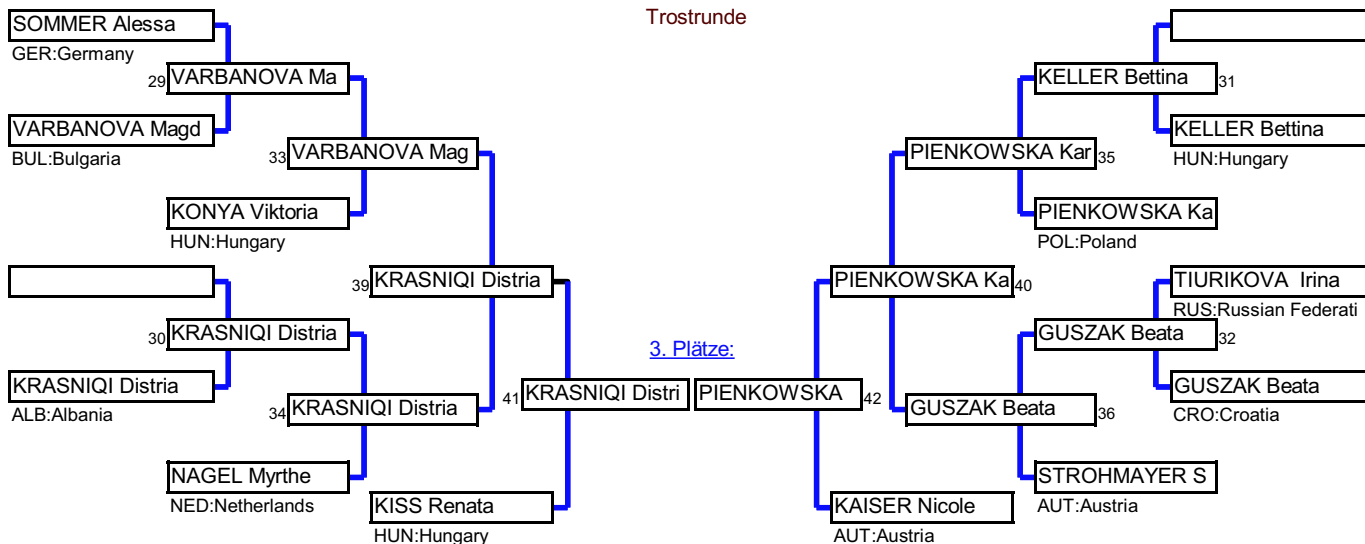 Trostrunde
SOMMER Alessa
GER:Germany
29 VARBANOVA Ma
VARBANOVA Magd
BUL:Bulgaria
33 VARBANOVA Mag
KONYA Viktoria
HUN:Hungary
39 KRASNIQI Distria
30 KRASNIQI Distria
KRASNIQI Distria
ALB:Albania
34 KRASNIQI Distria
NAGEL Myrthe
NED:Netherlands
KISS Renata
HUN:Hungary
3. Plätze:
41 KRASNIQI Distri
PIENKOWSKA 42
KELLER Bettina 31
KELLER Bettina
HUN:Hungary
PIENKOWSKA Kar 35
PIENKOWSKA Ka
POL:Poland
PIENKOWSKA Ka 40
TIURIKOVA Irina
RUS:Russian Federati
GUSZAK Beata 32
GUSZAK Beata
CRO:Croatia
GUSZAK Beata 36
STROHMAYER S
AUT:Austria
KAISER Nicole
AUT:Austria